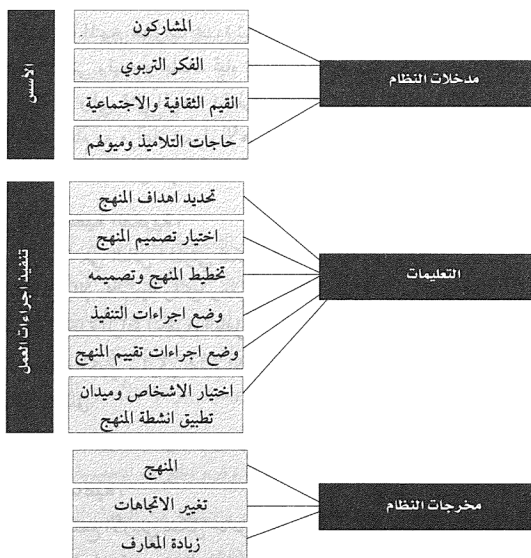 مدخلات النظام
المشاركون
الفكر التربوي
القيم الثقافية والاجتماعية
حاجات التلاميذ وميولهم
الأسس
التعليمات
تحديد اهداف المنهج
اختيار تصميم المنهج
تخطيط المنهج وتصميمه
وضع اجراءات التنفيذ
وضع اجراءات تقييم المنهج
اختيار الاشخاص وميدان
تطبيق انشطة المنهج
تنفيذ اجراءات العمل
مخرجات النظام
المنهج
تغيير الاتجاهات
زيادة المعارف